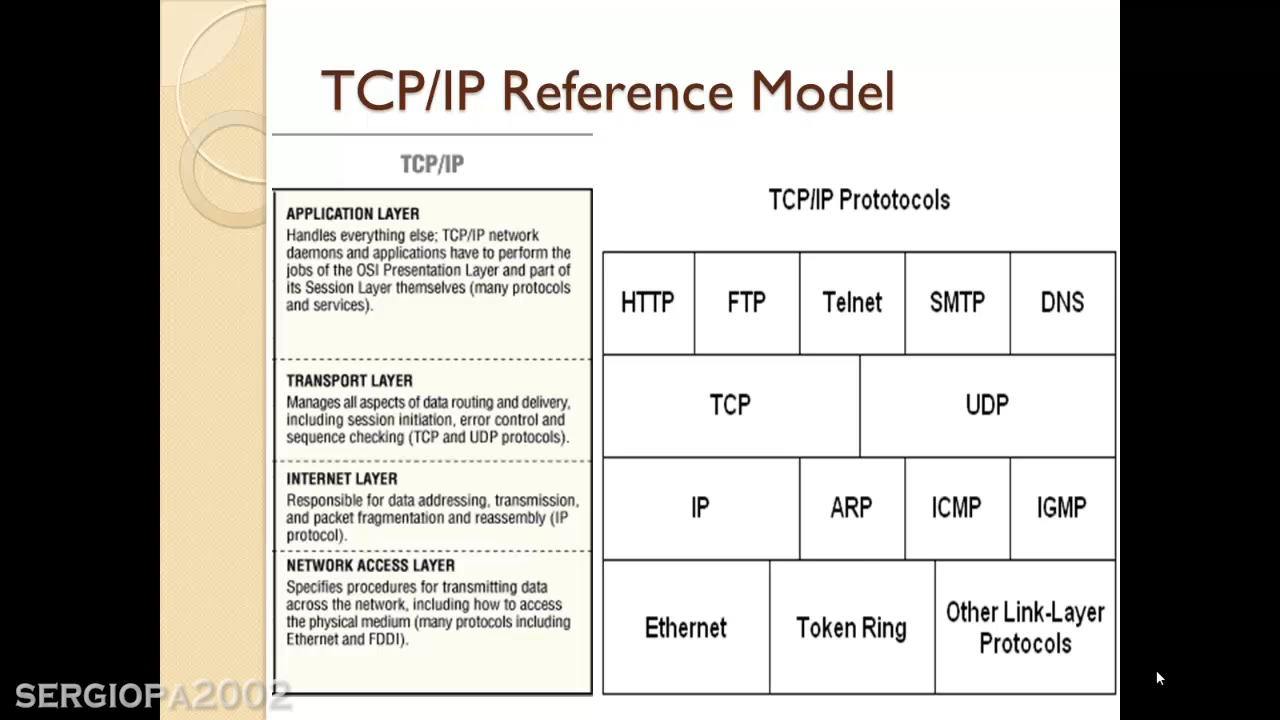 TCP/IP Reference Model
TCP/IP
APPLICATION LAYER
Handles everything else; TCP/IP network
daemons and applications have to perform the
jobs of the OSI Presentation Layer and part of
its Session Layer themselves (many protocols
and services).
TRANSPORT LAYER
Manages all aspects of data routing and delivery,
including session initiation, error control and
sequence checking (TCP and UDP protocols).
INTERNET LAYER
Responsible for data addressing, transmission,
and packet fragmentation and reassembly (IP
protocol).
NETWORK ACCESS LAYER
Specifies procedures for transmitting data
across the network, including how to access
the physical medium (many protocols including
Ethernet and FDDI).
TCP/IP Prototocols
HTTP FTP Telnet SMTP DNS
TCP UDP
IP ARP ICMP IGMP
Ethernet Token Ring Other Link-Layer
Protocols
SERGIOPA2002